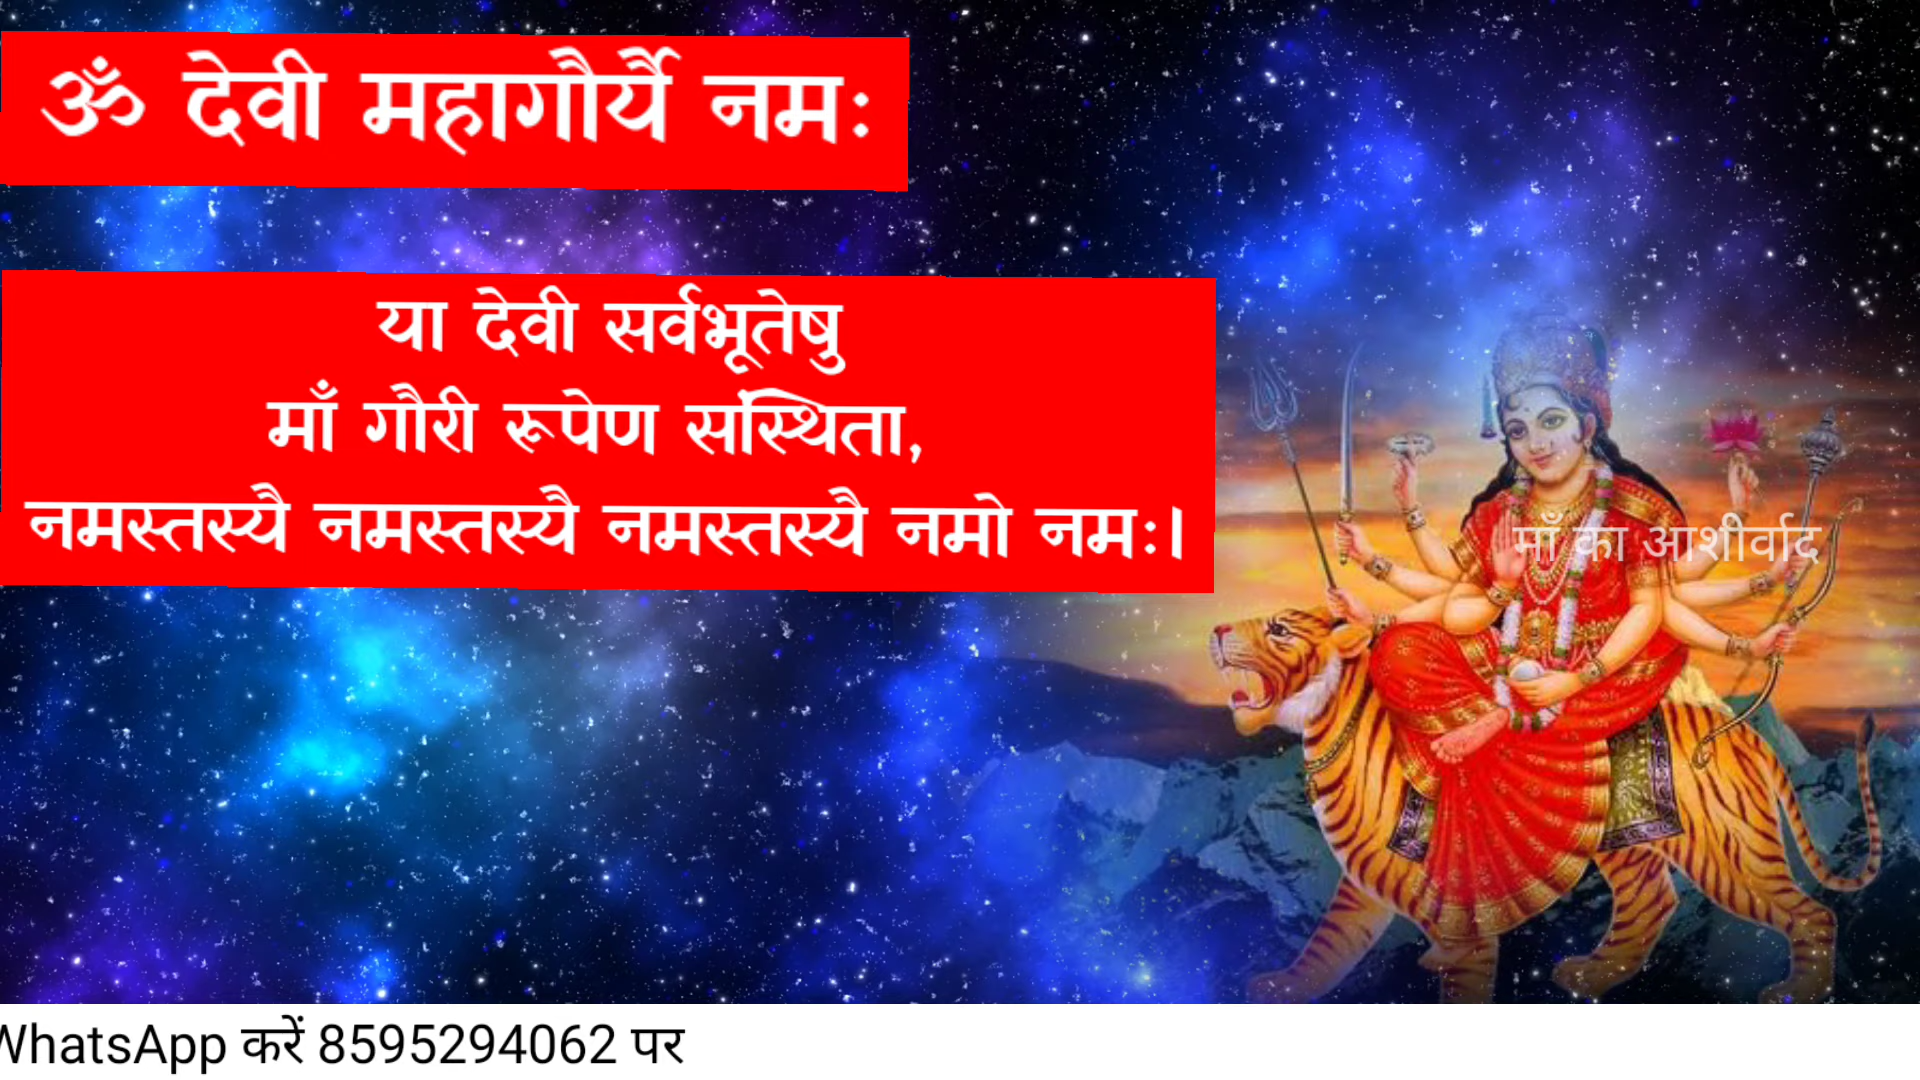 ॐ देवी महागौर्यै नमः
या देवी सर्वभूतेषु
माँ गौरी रूपेण संस्थिता,
नमस्तस्यै नमस्तस्यै नमस्तस्यै नमो नमः।
माँ का आशीर्वाद
WhatsApp करें 8595294062 पर